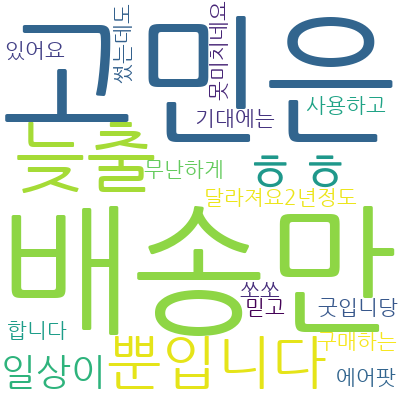 고민은
있어요
썼는데도
못미치네요
사용하고
기대에는
늦출
무난하게
ㅎㅎ
달라져요2년정도
배송만
쏘쏘
믿고
굿입니당
합니다
뿐입니다
구매하는
일상이
에어팟